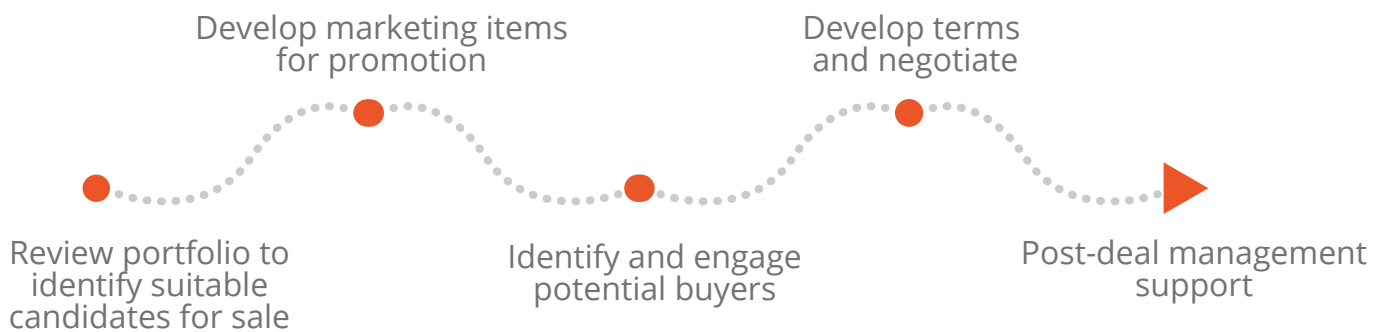 Develop marketing items
for promotion
Develop terms
and negotiate
Review portfolio to
identify suitable
candidates for sale
Identify and engage
potential buyers
Post-deal management
support